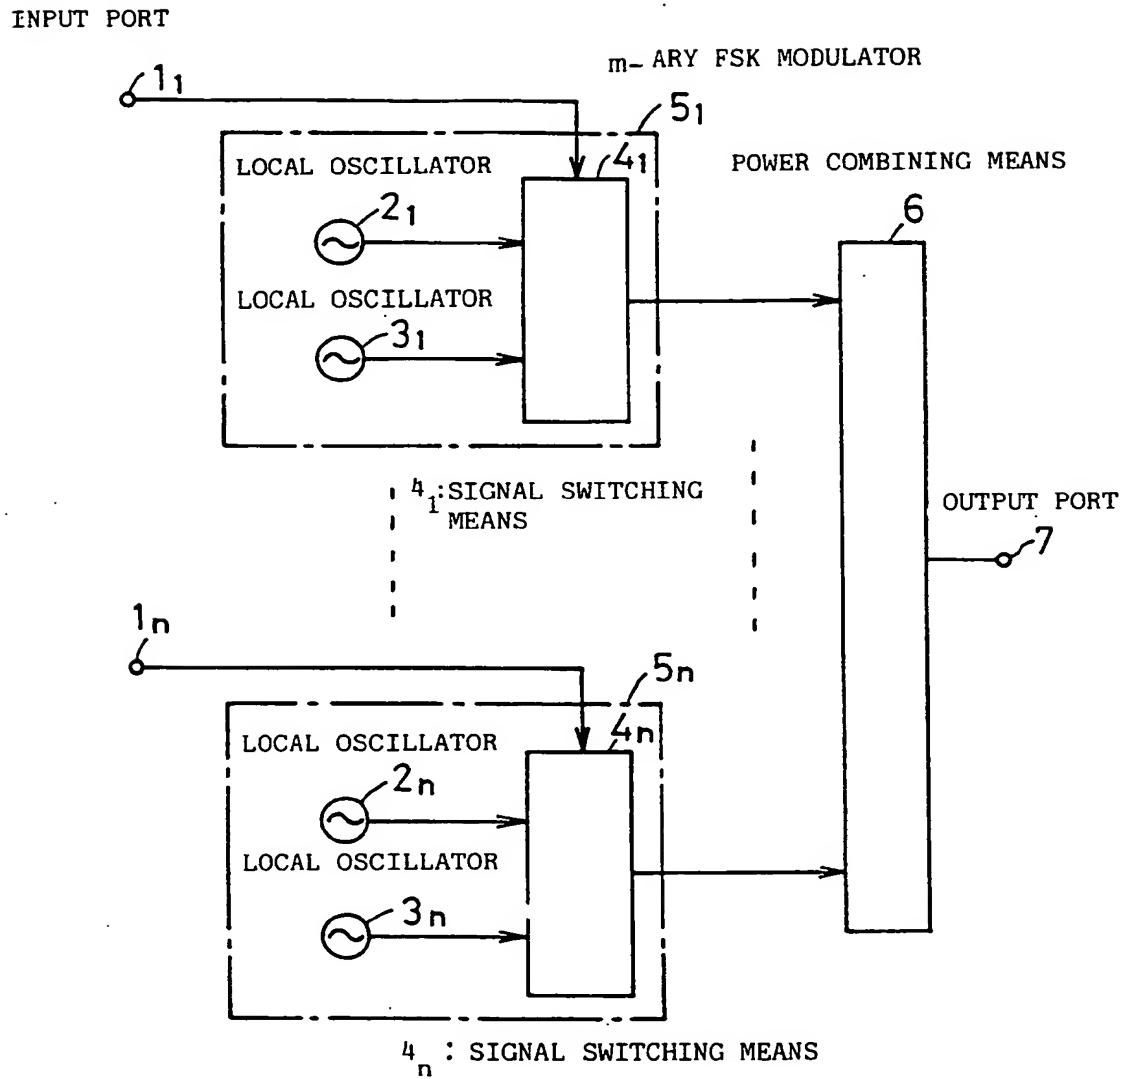 INPUT PORT
m- ARY FSK MODULATOR
1₁
5₁
LOCAL OSCILLATOR
4₁
POWER COMBINING MEANS
2₁
6
LOCAL OSCILLATOR
3₁
4₁:SIGNAL SWITCHING
MEANS
OUTPUT PORT
7
1ₙ
5ₙ
LOCAL OSCILLATOR
4ₙ
2ₙ
LOCAL OSCILLATOR
3ₙ
4ₙ : SIGNAL SWITCHING MEANS